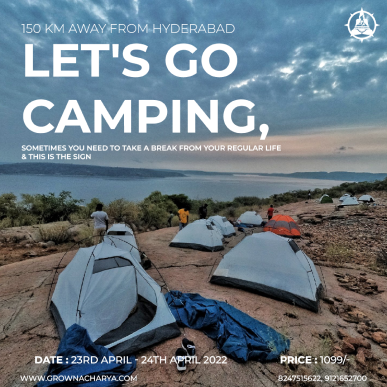 150 KM AWAY FROM HYDERABAD
LET'S GO
CAMPING,
SOMETIMES YOU NEED TO TAKE A BREAK FROM YOUR REGULAR LIFE
& THIS IS THE SIGN
DATE : 23RD APRIL - 24TH APRIL 2022
PRICE : 1099/-
WWW.GROWNACHARYA.COM
8247515622, 9121652700